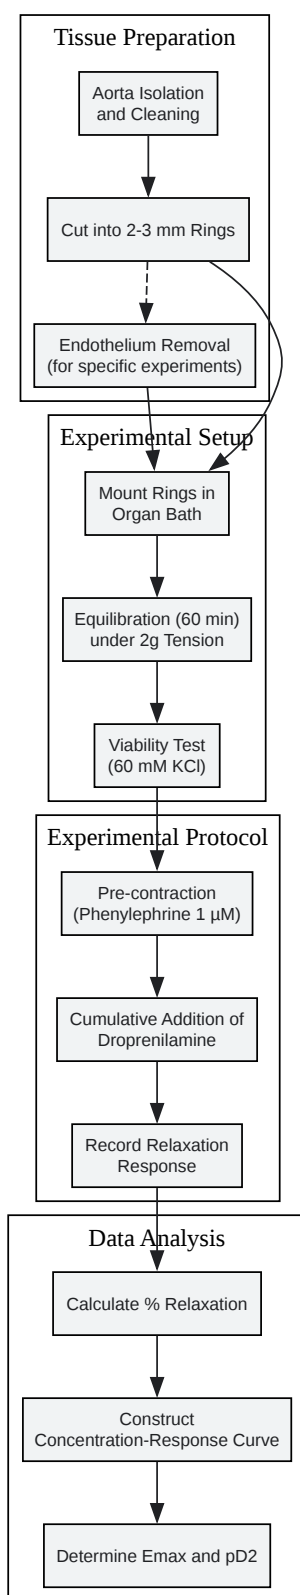 Tissue Preparation
Aorta Isolation
and Cleaning
Cut into 2-3 mm Rings
Endothelium Removal
(for specific experiments)
Experimental Setup
Mount Rings in
Organ Bath
Equilibration (60 min)
under 2g Tension
Viability Test
(60 mM KCl)
Experimental Protocol
Pre-contraction
(Phenylephrine 1 µM)
Cumulative Addition of
Droprenilamine
Record Relaxation
Response
Data Analysis
Calculate % Relaxation
Construct
Concentration-Response Curve
Determine Emax and pD2